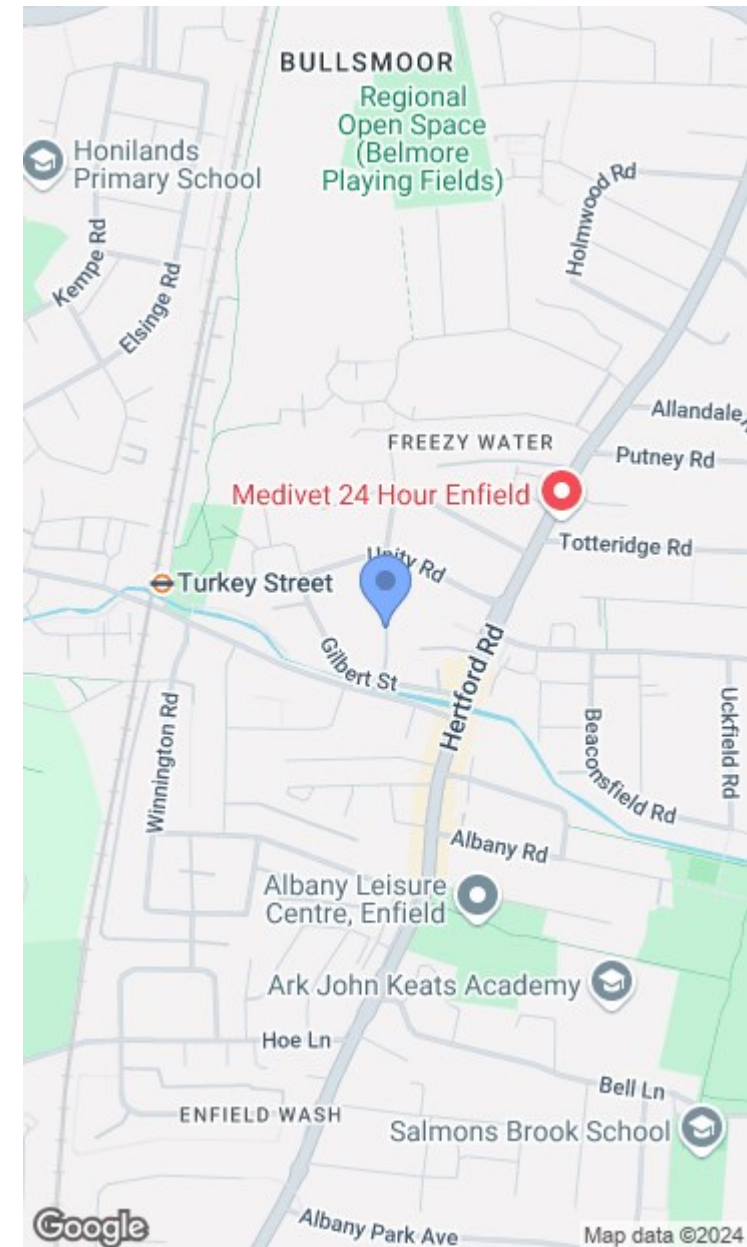 BULLSMOOR
Regional
Open Space
(Belmore
Playing Fields)
Honilands
Primary School
Holmwood Rd
Kempe Rd
Elsinge Rd
Allandale
FREEZY WATER
Putney Rd
Medivet 24 Hour Enfield
Totteridge Rd
Unity Rd
Turkey Street
Gilbert St
Hertford Rd
Uckfield Rd
Beaconsfield Rd
Winnington Rd
Albany Rd
Albany Leisure
Centre, Enfield
Ark John Keats Academy
Hoe Ln
Bell Ln
ENFIELD WASH
Salmons Brook School
Albany Park Ave
Google
Map data ©2024